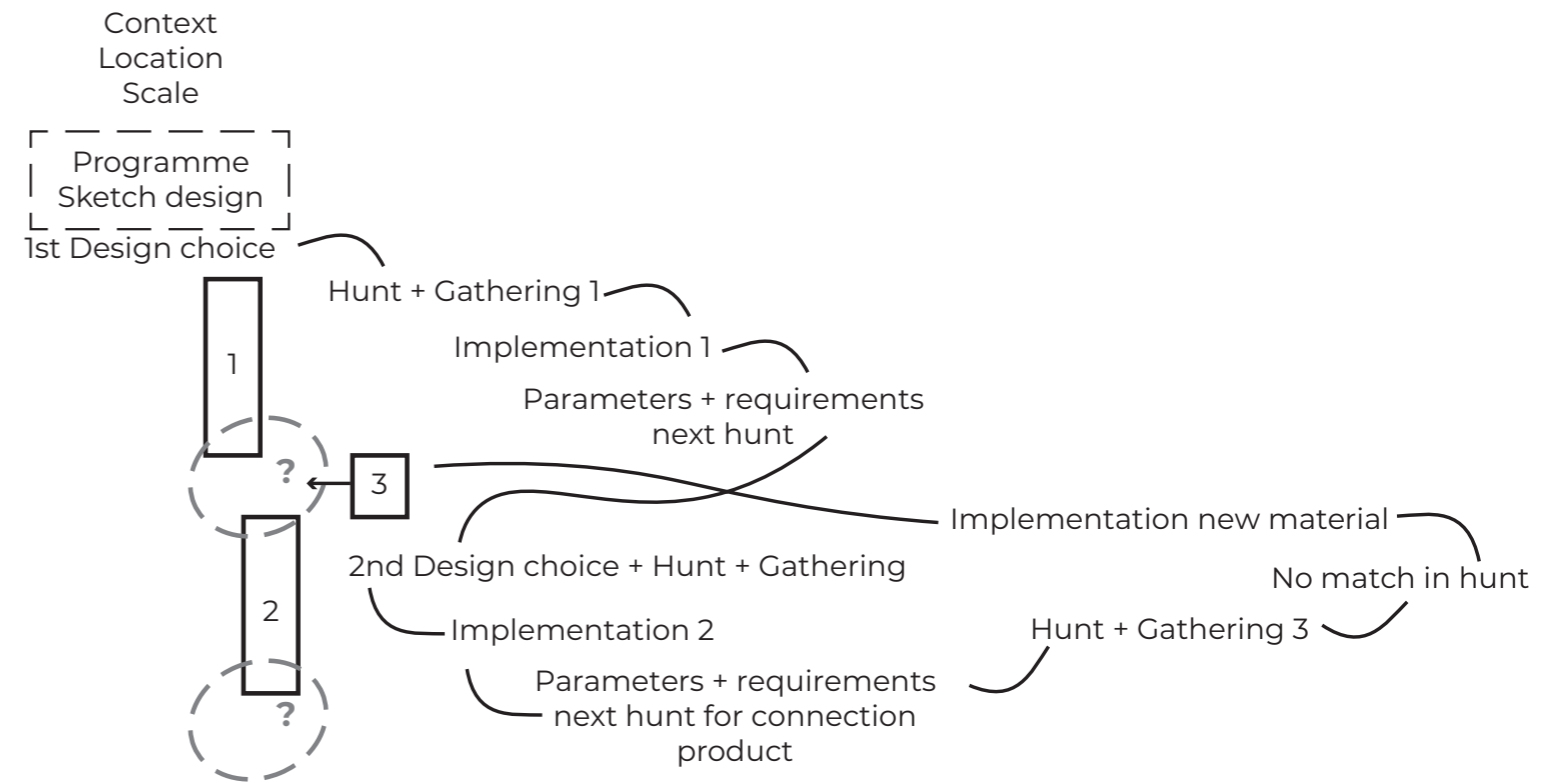 Context
Location
Scale
Programme
Sketch design
1st Design choice
Hunt + Gathering 1
1
Implementation 1
Parameters + requirements
next hunt
?
3
Implementation new material
2nd Design choice + Hunt + Gathering
No match in hunt
2
Implementation 2
Hunt + Gathering 3
Parameters + requirements
next hunt for connection
product
?